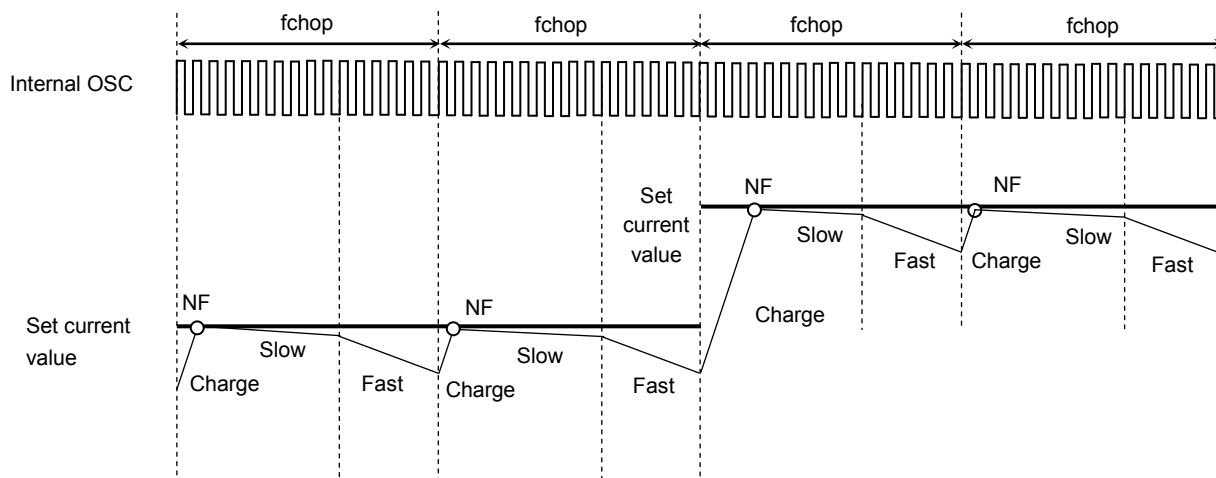 fchop
fchop
fchop
fchop
Internal OSC
NF
NF
Set
current
value
Slow
Slow
Fast
Charge
Fast
NF
NF
Charge
Set current
value
Slow
Slow
Charge
Fast
Charge
Fast